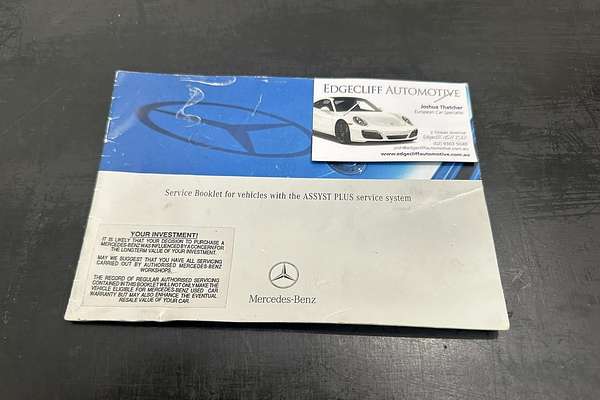 EDGECLIFF AUTOMOTIVE
Joshua Thatcher
European Car Specialist
www.edgecliffautomotive.com.au
Service Booklet for vehicles with the ASSYST PLUS service system
YOUR INVESTMENT!
IT IS LIKELY THAT YOUR DECISION TO PURCHASE A
MERCEDES-BENZ WAS INFLUENCED BY A CONCERN FOR
THE LONGTERM VALUE OF YOUR INVESTMENT.
MAY WE SUGGEST THAT YOU HAVE ALL SERVICING
CARRIED OUT BY AUTHORISED MERCEDES-BENZ
WORKSHOPS.
THE RECORD OF REGULAR AUTHORISED SERVICING
CONTAINED IN THIS BOOKLET WILL NOT ONLY MAKE THE
VEHICLE ELIGIBLE FOR MERCEDES-BENZ USED CAR
WARRANTY BUT MAY ALSO ENHANCE THE EVENTUAL
RESALE VALUE OF YOUR CAR.
Mercedes-Benz